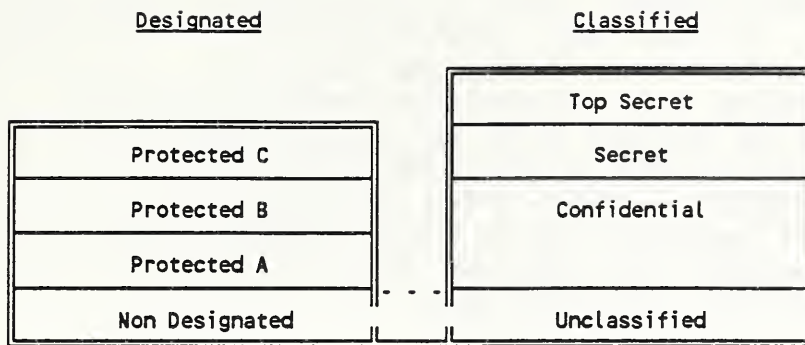 Designated
Classified
Top Secret
Protected C
Secret
Protected B
Confidential
Protected A
Non Designated
Unclassified